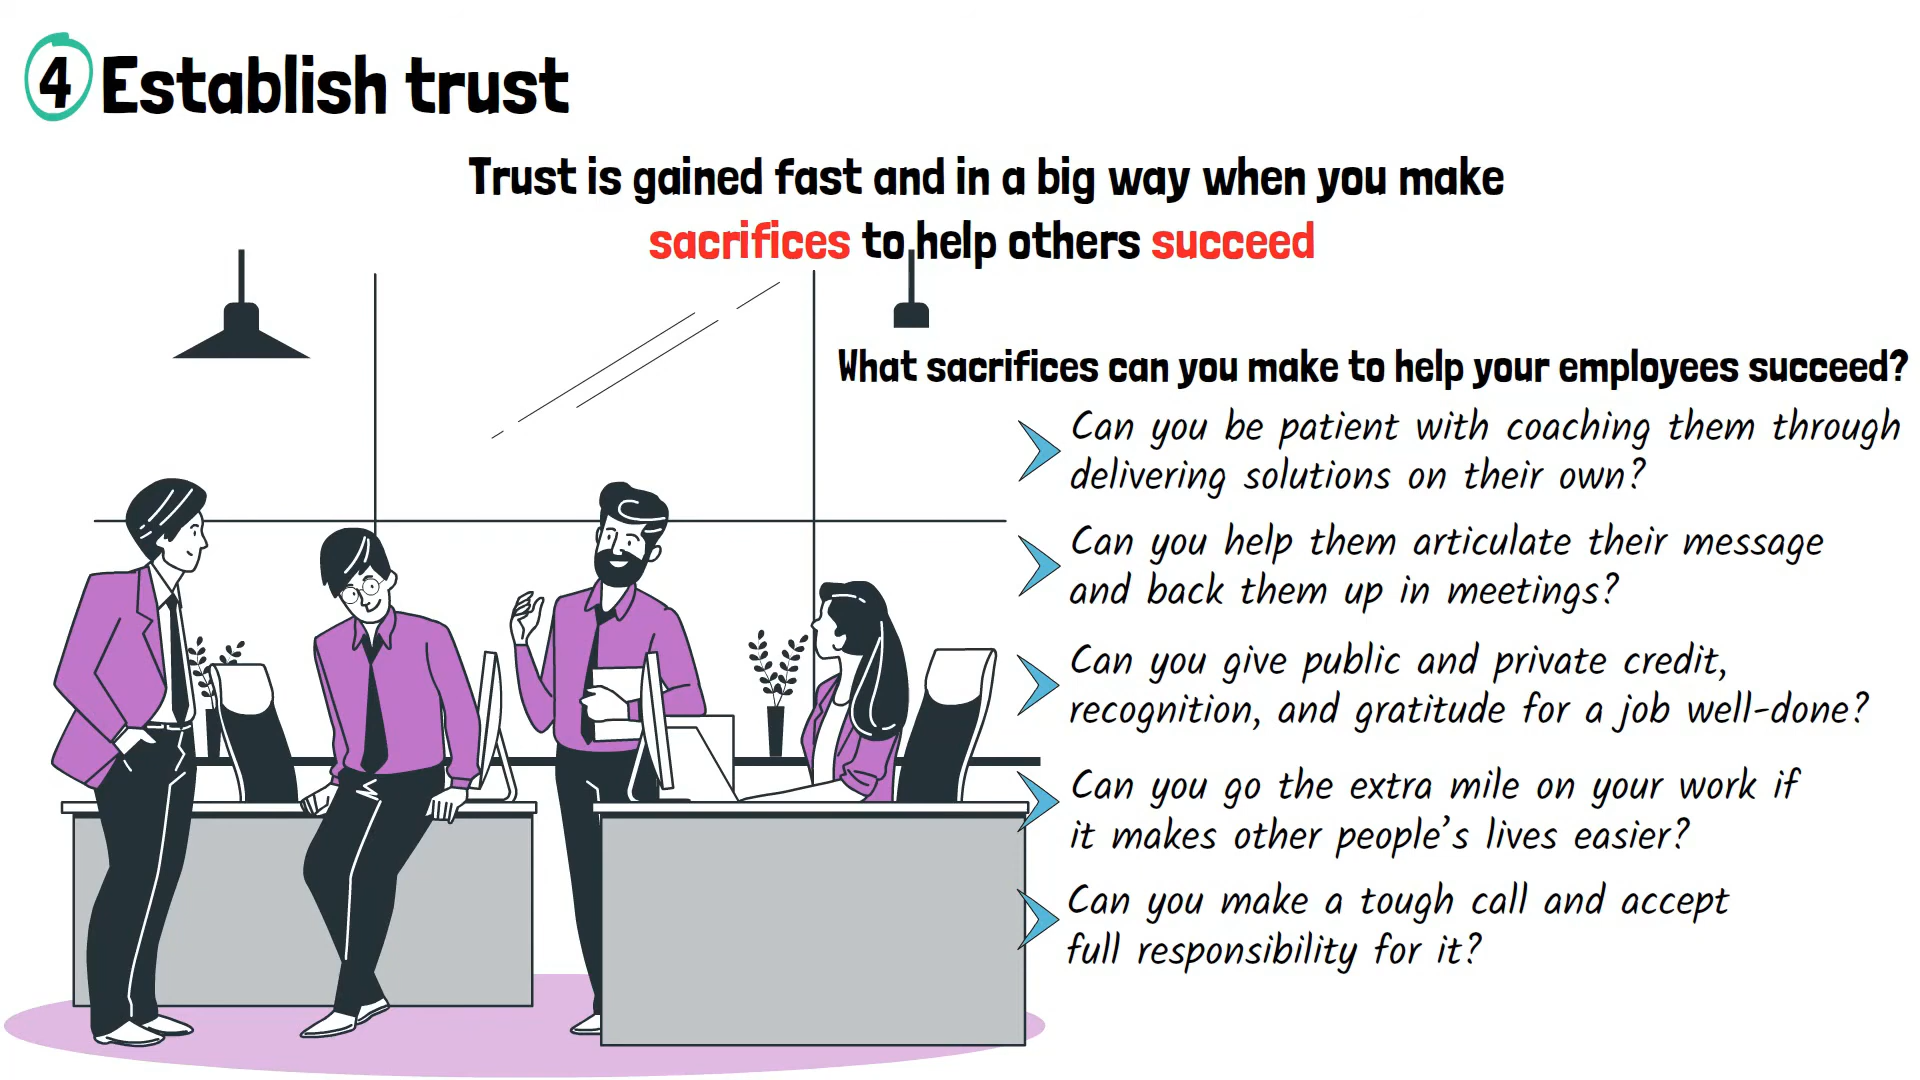 4 Establish trust
Trust is gained fast and in a big way when you make
sacrifices to help others succeed
What sacrifices can you make to help your employees succeed?
Can you be patient with coaching them through
delivering solutions on their own?
Can you help them articulate their message
and back them up in meetings?
Can you give public and private credit,
recognition, and gratitude for a job well-done?
Can you go the extra mile on your work if
it makes other people's lives easier?
Can you make a tough call and accept
full responsibility for it?